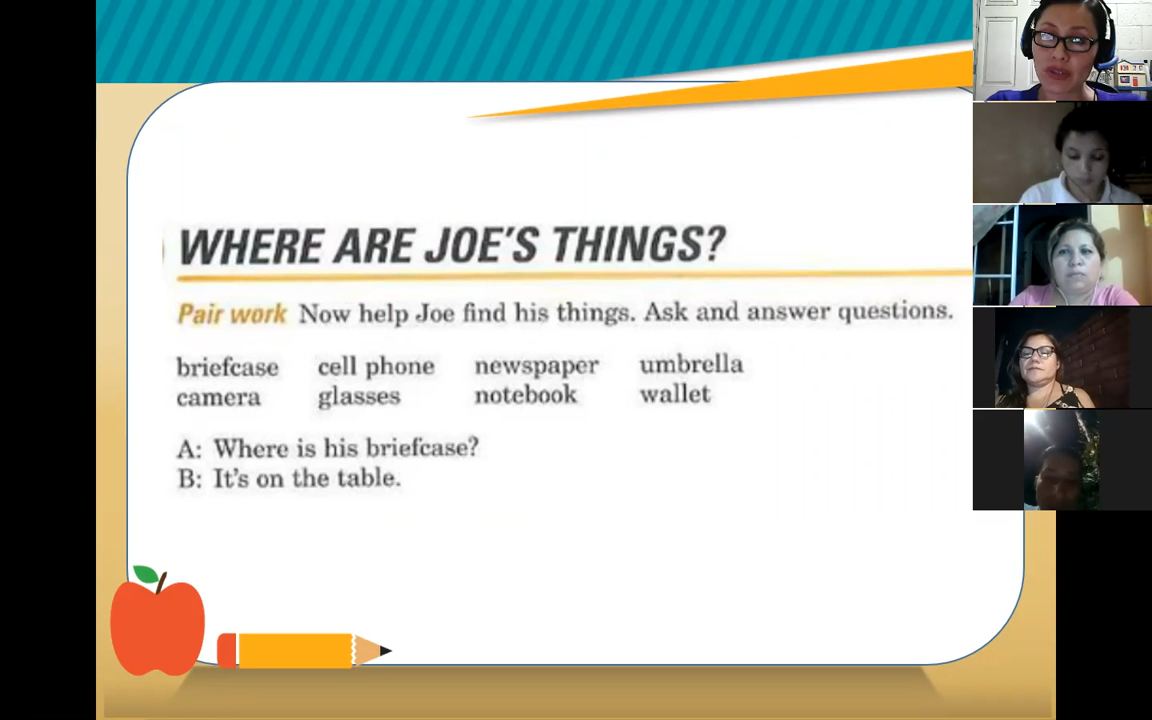 WHERE ARE JOE'S THINGS?
Pair work Now help Joe find his things. Ask and answer questions.
briefcase cell phone newspaper umbrella
camera glasses notebook wallet
A: Where is his briefcase?
B: It's on the table.